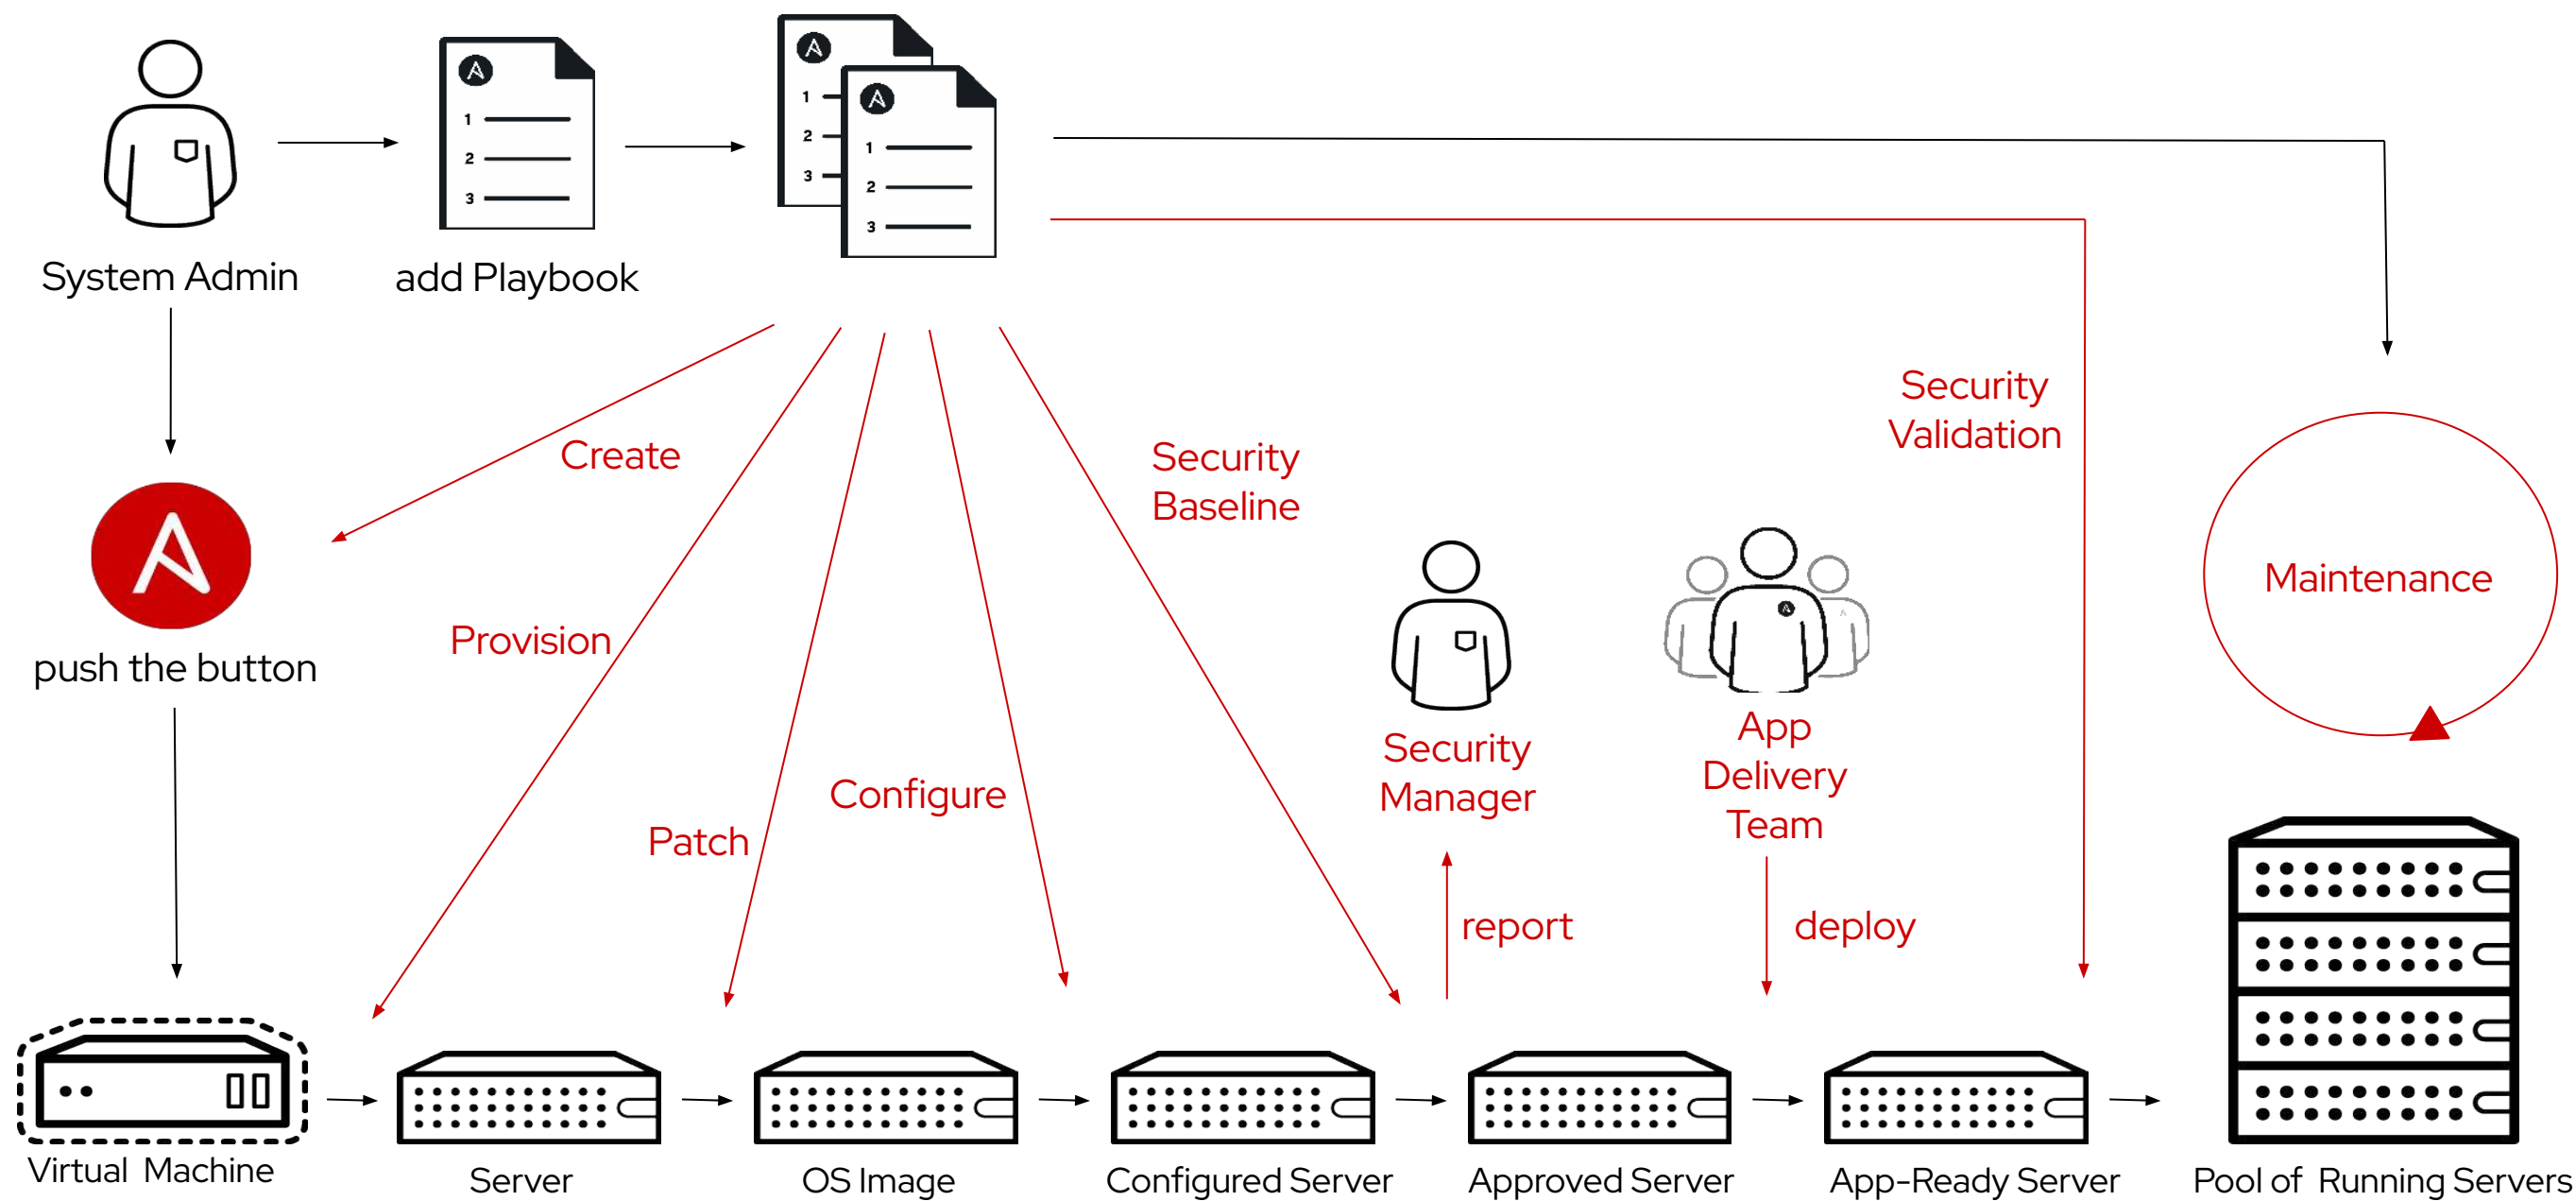 1
2
3
1
2
3
1
2
3
System Admin
add Playbook
Create
Security
Baseline
Security
Validation
Provision
push the button
Maintenance
Patch
Configure
Security
Manager
App
Delivery
Team
report
deploy
Virtual Machine
Server
OS Image
Configured Server
Approved Server
App-Ready Server
Pool of Running Servers